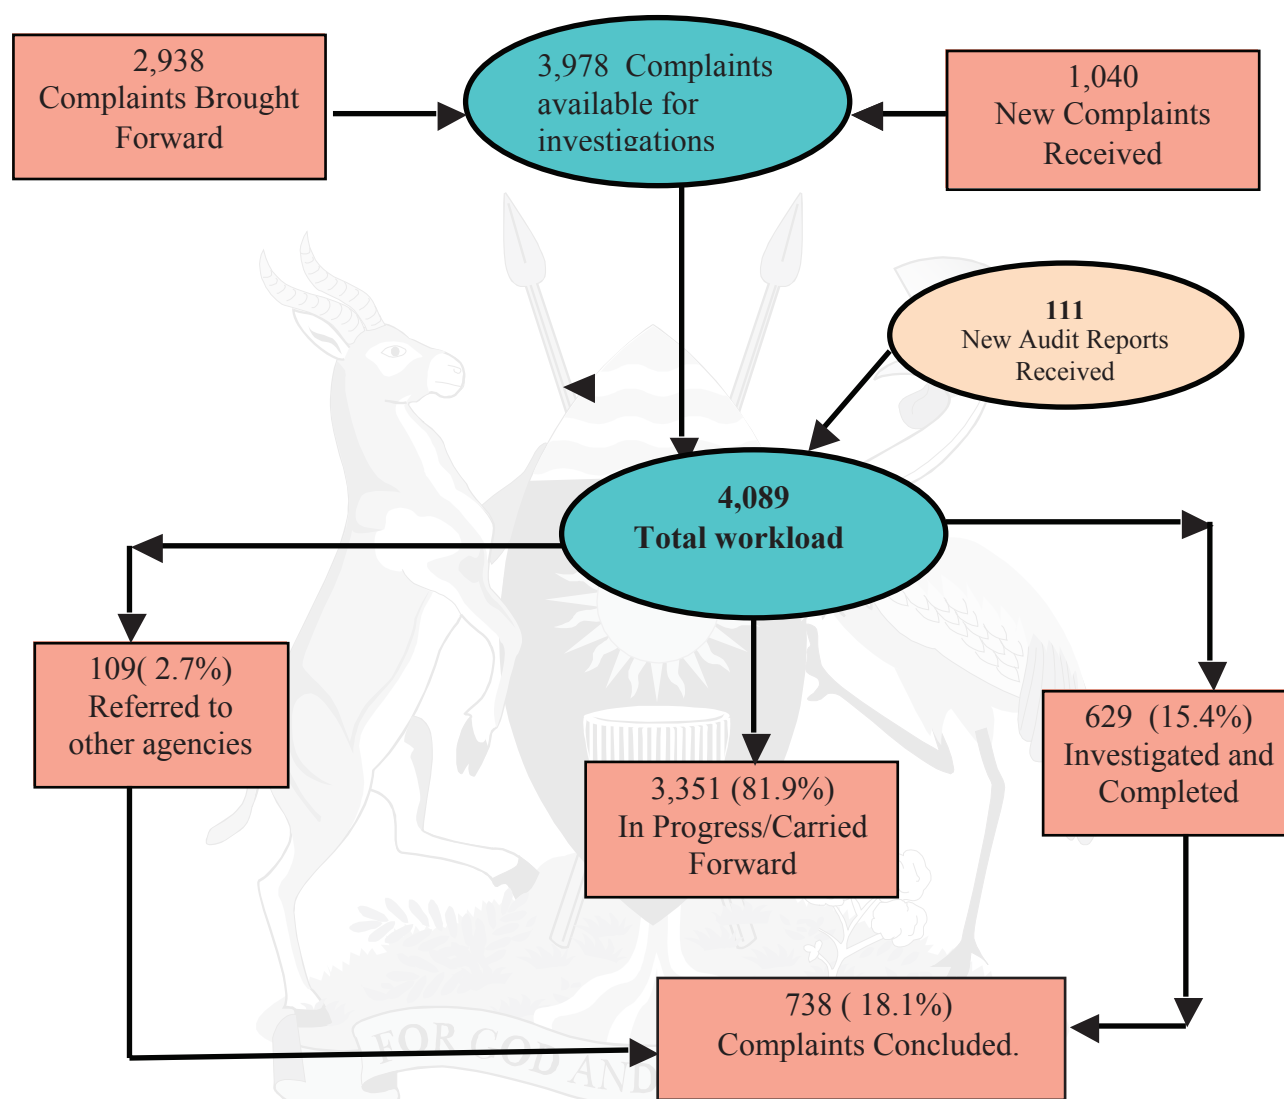 2,938
Complaints Brought
Forward
3,978 Complaints
available for
investigations
1,040
New Complaints
Received
111
New Audit Reports
Received
4,089
Total workload
109( 2.7%)
Referred to
other agencies
3,351 (81.9%)
In Progress/Carried
Forward
629 (15.4%)
Investigated and
Completed
738 ( 18.1%)
Complaints Concluded.
FOR GOD AND